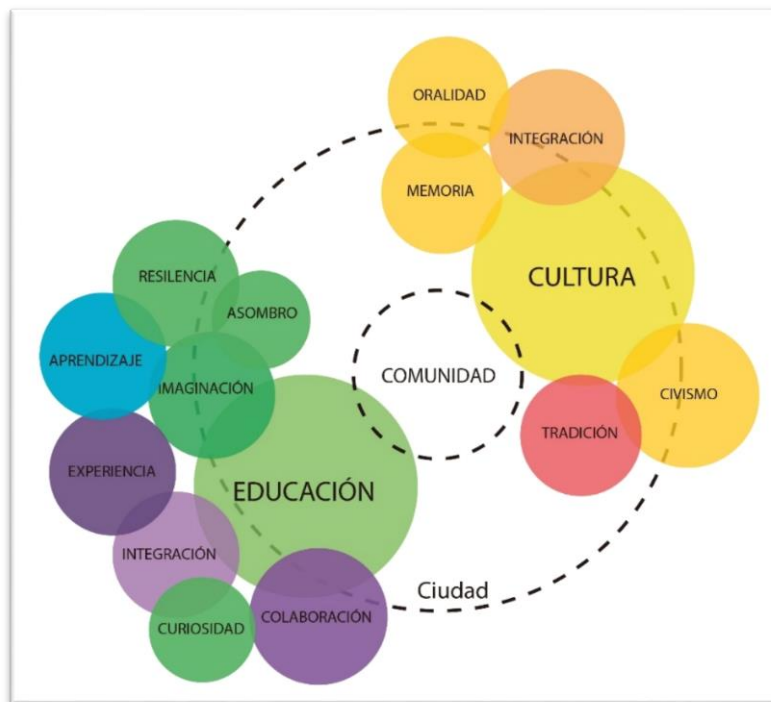 ORALIDAD
INTEGRACIÓN
MEMORIA
CULTURA
RESILENCIA
ASOMBRO
APRENDIZAJE
IMAGINACIÓN
COMUNIDAD
CIVISMO
TRADICIÓN
EXPERIENCIA
EDUCACIÓN
INTEGRACIÓN
Ciudad
CURIOSIDAD
COLABORACIÓN